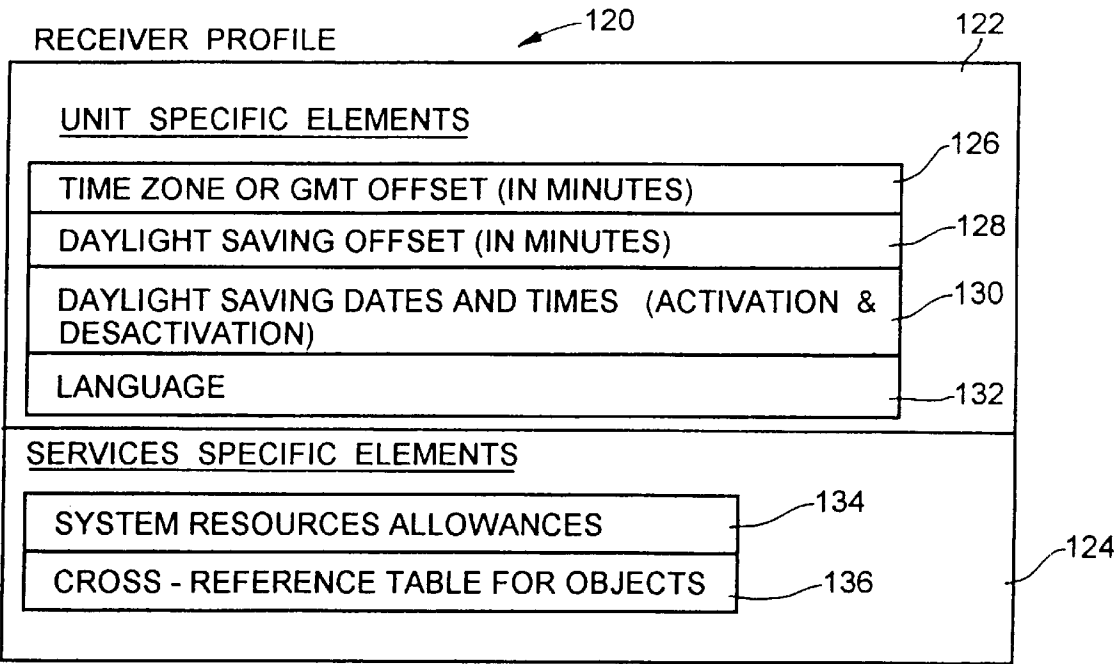 120
RECEIVER PROFILE
122
UNIT SPECIFIC ELEMENTS
126
TIME ZONE OR GMT OFFSET (IN MINUTES)
128
DAYLIGHT SAVING OFFSET (IN MINUTES)
DAYLIGHT SAVING DATES AND TIMES (ACTIVATION &
130
DESACTIVATION)
LANGUAGE
132
SERVICES SPECIFIC ELEMENTS
134
SYSTEM RESOURCES ALLOWANCES
124
CROSS - REFERENCE TABLE FOR OBJECTS
136